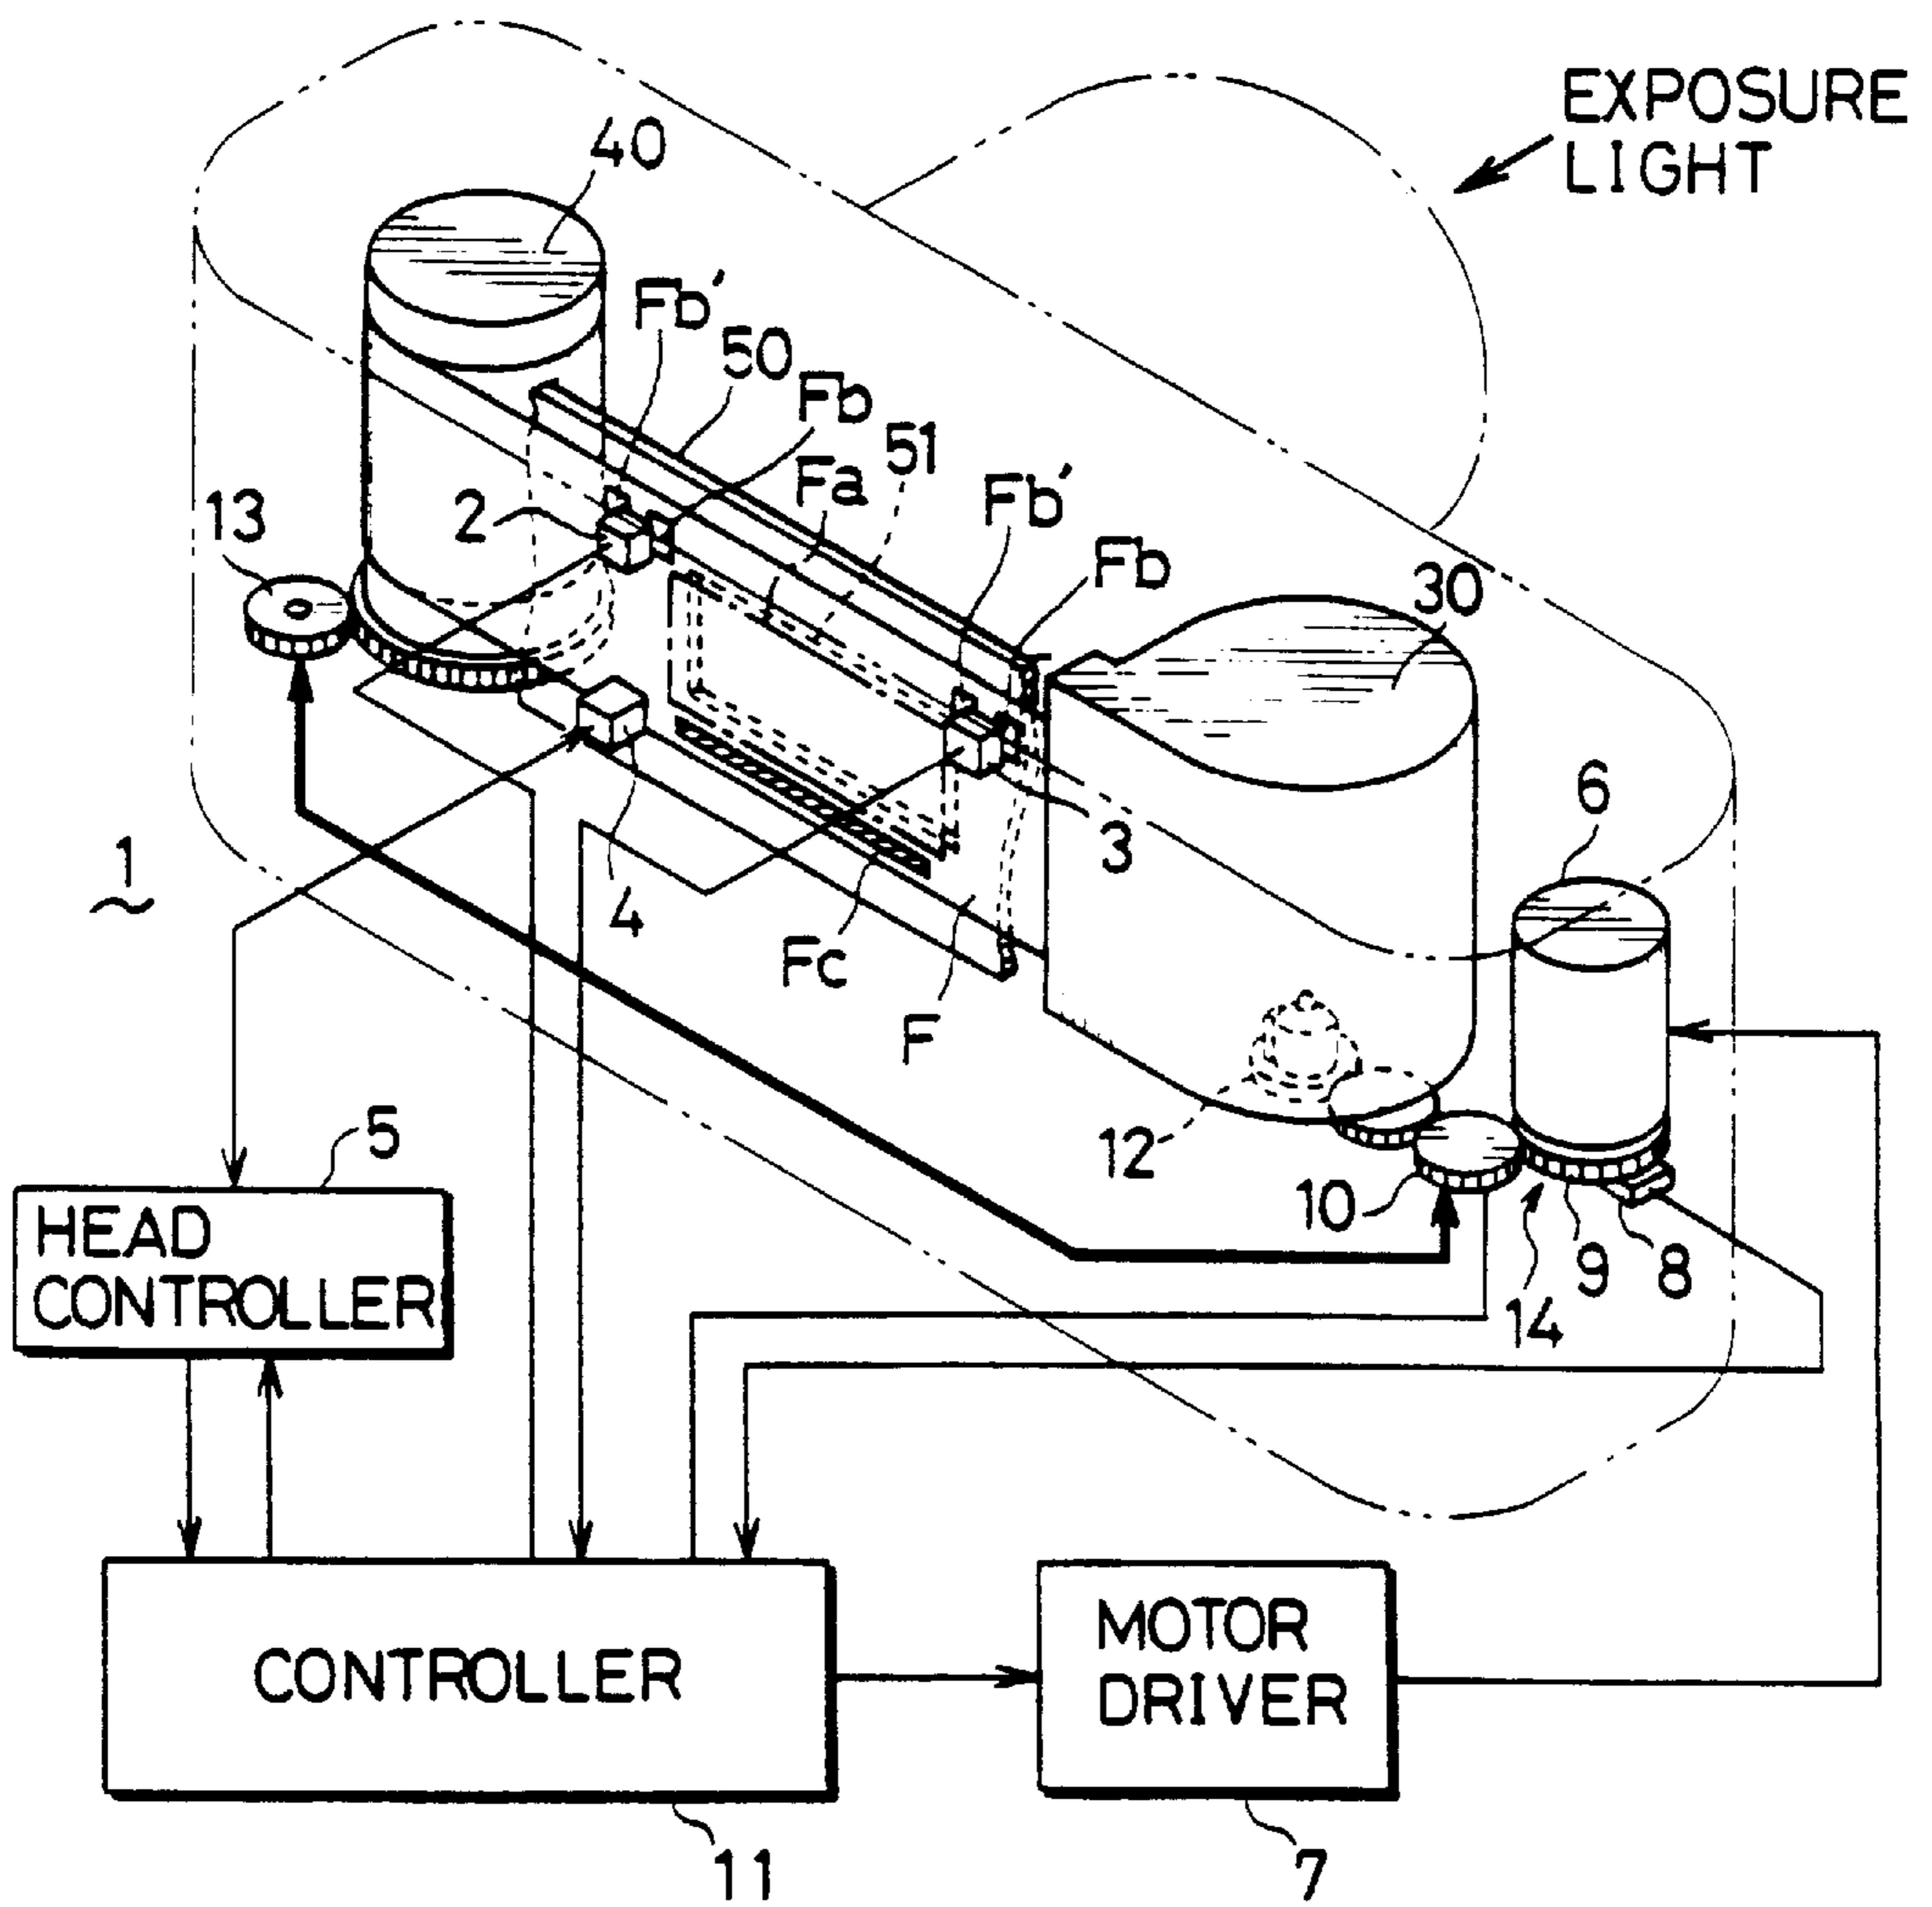 EXPOSURE
LIGHT
40
Fb'
50
Fb
51
Fa
Fb'
13
2
Fb
30
6
1
3
4
Fc
F
5
12
10
9
8
14
HEAD
CONTROLLER
CONTROLLER
MOTOR
DRIVER
11
7